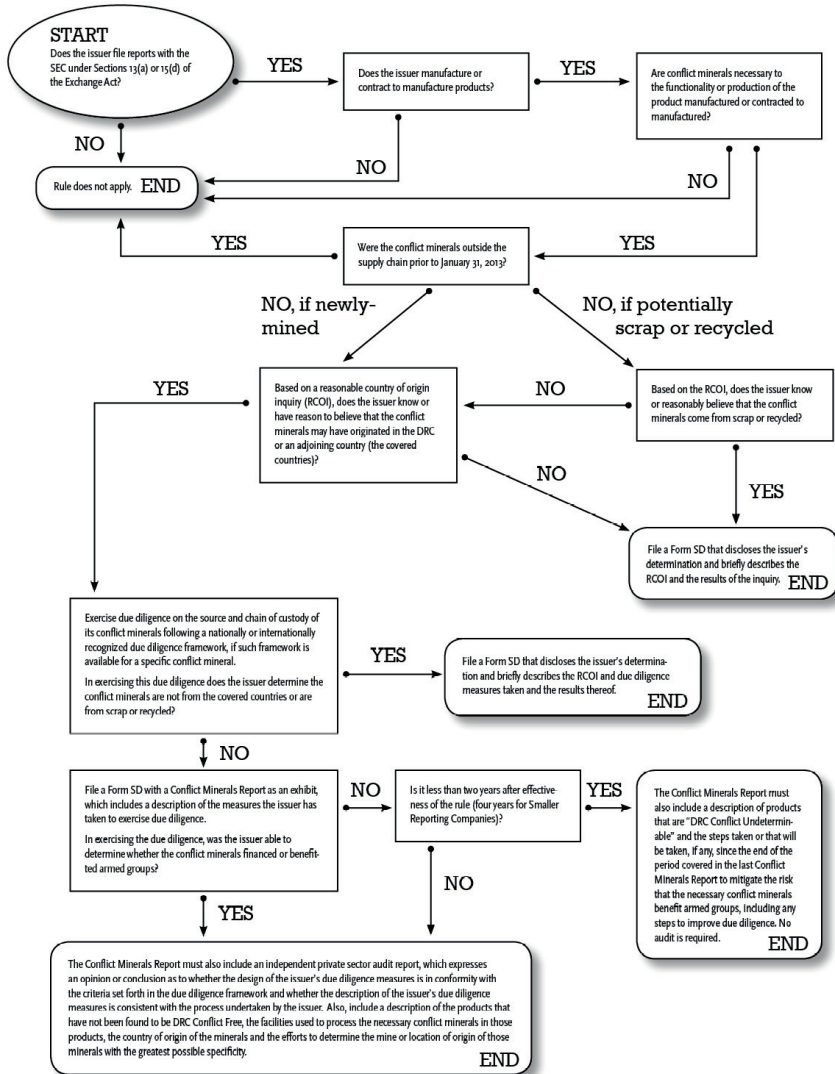 START
Does the issuer file reports with the
SEC under Sections 13(a) or 15(d) of
the Exchange Act?
YES
Does the issuer manufacture or
contract to manufacture products?
YES
Are conflict minerals necessary to
the functionality or production of the
product manufactured or contracted to
manufactured?
NO
NO
NO
Rule does not apply. END
YES
Were the conflict minerals outside the
supply chain prior to January 31, 2013?
YES
NO, if newly-
mined
NO, if potentially
scrap or recycled
YES
Based on a reasonable country of origin
inquiry (RCOI), does the issuer know or
have reason to believe that the conflict
minerals may have originated in the DRC
or an adjoining country (the covered
countries)?
NO
Based on the RCOI, does the issuer know
or reasonably believe that the conflict
minerals come from scrap or recycled?
NO
YES
File a Form SD that discloses the issuer's
determination and briefly describes the
RCOI and the results of the inquiry.
END
Exercise due diligence on the source and chain of custody
of its conflict minerals following a nationally or internationally
recognized due diligence framework, if such framework is
available for a specific conflict mineral.
In exercising this due diligence does the issuer determine the
conflict minerals are not from the covered countries or are
from scrap or recycled?
YES
File a Form SD that discloses the issuer's determina-
tion and briefly describes the RCOI and due diligence
measures taken and the results thereof.
END
NO
File a Form SD with a Conflict Minerals Report as an exhibit,
which includes a description of the measures the issuer has
taken to exercise due diligence.
In exercising the due diligence, was the issuer able to
determine whether the conflict minerals financed or benefit-
ted armed groups?
NO
Is it less than two years after effective-
ness of the rule (four years for Smaller
Reporting Companies)?
YES
The Conflict Minerals Report must
also include a description of products
that are "DRC Conflict Undetermin-
able" and the steps taken or that will
be taken, if any, since the end of the
period covered in the last Conflict
Minerals Report to mitigate the risk
that the necessary conflict minerals
benefit armed groups, including any
steps to improve due diligence. No
audit is required.
END
YES
NO
The Conflict Minerals Report must also include an independent private sector audit report, which expresses
an opinion or conclusion as to whether the design of the issuer's due diligence measures is in conformity with
the criteria set forth in the due diligence framework and whether the description of the issuer's due diligence
measures is consistent with the process undertaken by the issuer. Also, include a description of the products that
have not been found to be DRC Conflict Free, the facilities used to process the necessary conflict minerals in those
products, the country of origin of the minerals and the efforts to determine the mine or location of origin of those
minerals with the greatest possible specificity.
END